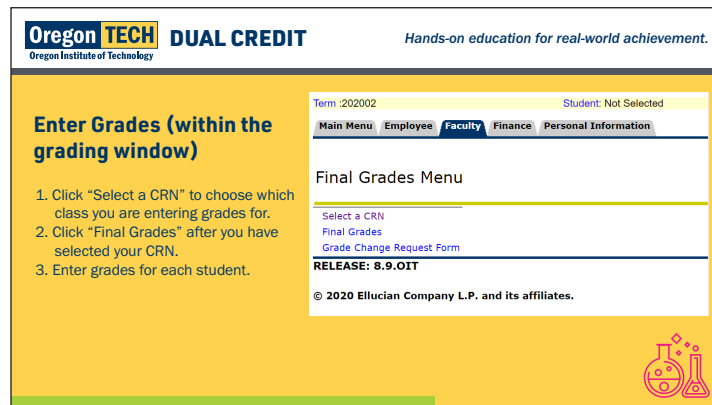 Oregon TECH
Oregon Institute of Technology
DUAL CREDIT
Hands-on education for real-world achievement.
Enter Grades (within the
grading window)
1. Click “Select a CRN” to choose which
class you are entering grades for.
2. Click “Final Grades” after you have
selected your CRN.
3. Enter grades for each student.
Term :202002 Student: Not Selected
Main Menu Employee Faculty Finance Personal Information
Final Grades Menu
Select a CRN
Final Grades
Grade Change Request Form
RELEASE: 8.9.OIT
© 2020 Ellucian Company L.P. and its affiliates.